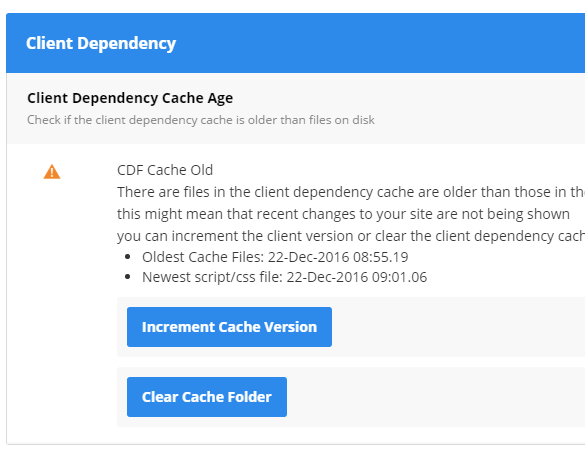 Client Dependency
Client Dependency Cache Age
Check if the client dependency cache is older than files on disk
CDF Cache Old
There are files in the client dependency cache are older than those in
this might mean that recent changes to your site are not being shown
you can increment the client version or clear the client dependency
Oldest Cache Files: 22-Dec-2016 08:55.19
Newest script/css file: 22-Dec-2016 09:01.06
Increment Cache Version
Clear Cache Folder